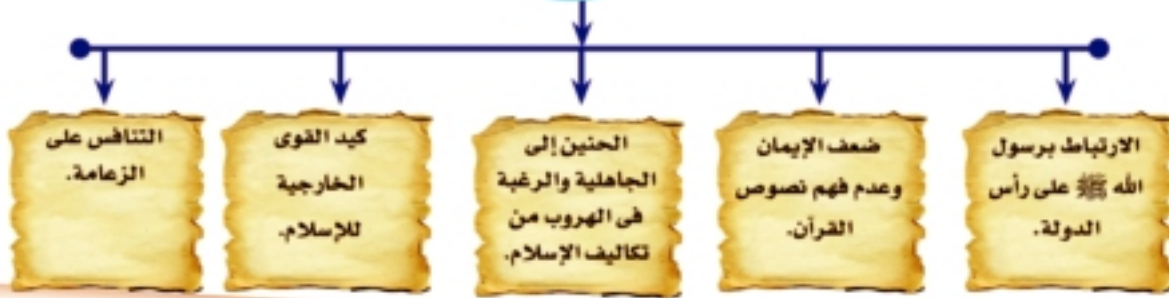 الارتباط برسول
الله ﷺ على رأس
الدولة.
ضعف الإيمان
وعدم فهم نصوص
القرآن.
الحنين إلى
الجاهلية والرغبة
فى الهروب من
تكاليف الإسلام.
كيد القوى
الخارجية
للإسلام.
التنافس على
الزعامة.